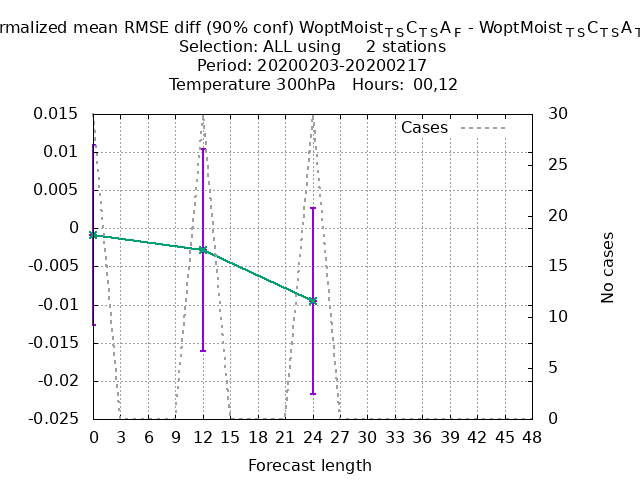 rmalized mean RMSE diff (90% conf) WoptMoist_TSC_TSA_F - WoptMoist_TSC_TSA_T
Selection: ALL using 2 stations
Period: 20200203-20200217
Temperature 300hPa Hours: 00,12
0.015
0.01
0.005
0
-0.005
-0.01
-0.015
-0.02
-0.025
Cases
30
25
20
15
10
5
0
No cases
0 3 6 9 12 15 18 21 24 27 30 33 36 39 42 45 48
Forecast length